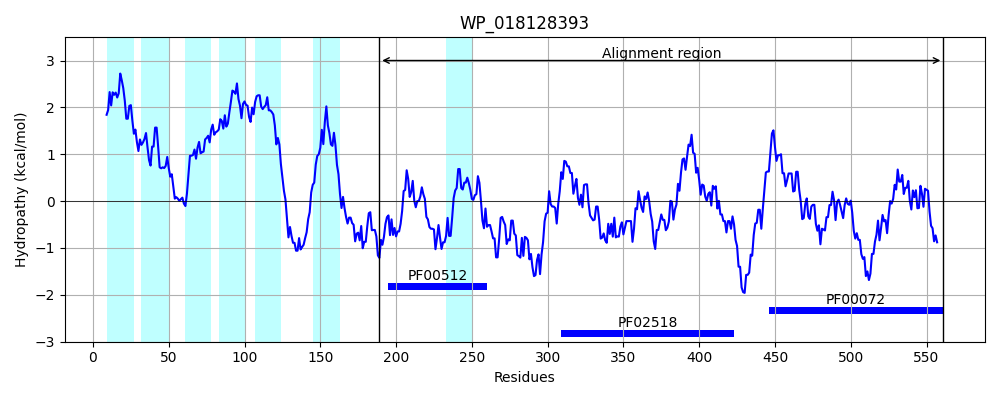 WP_018128393
Hydropathy (kcal/mol)
3
2
1
0
−1
−2
−3
Alignment region
PF00512
PF00072
PF02518
0 50 100 150 200 250 300 350 400 450 500 550
Residues